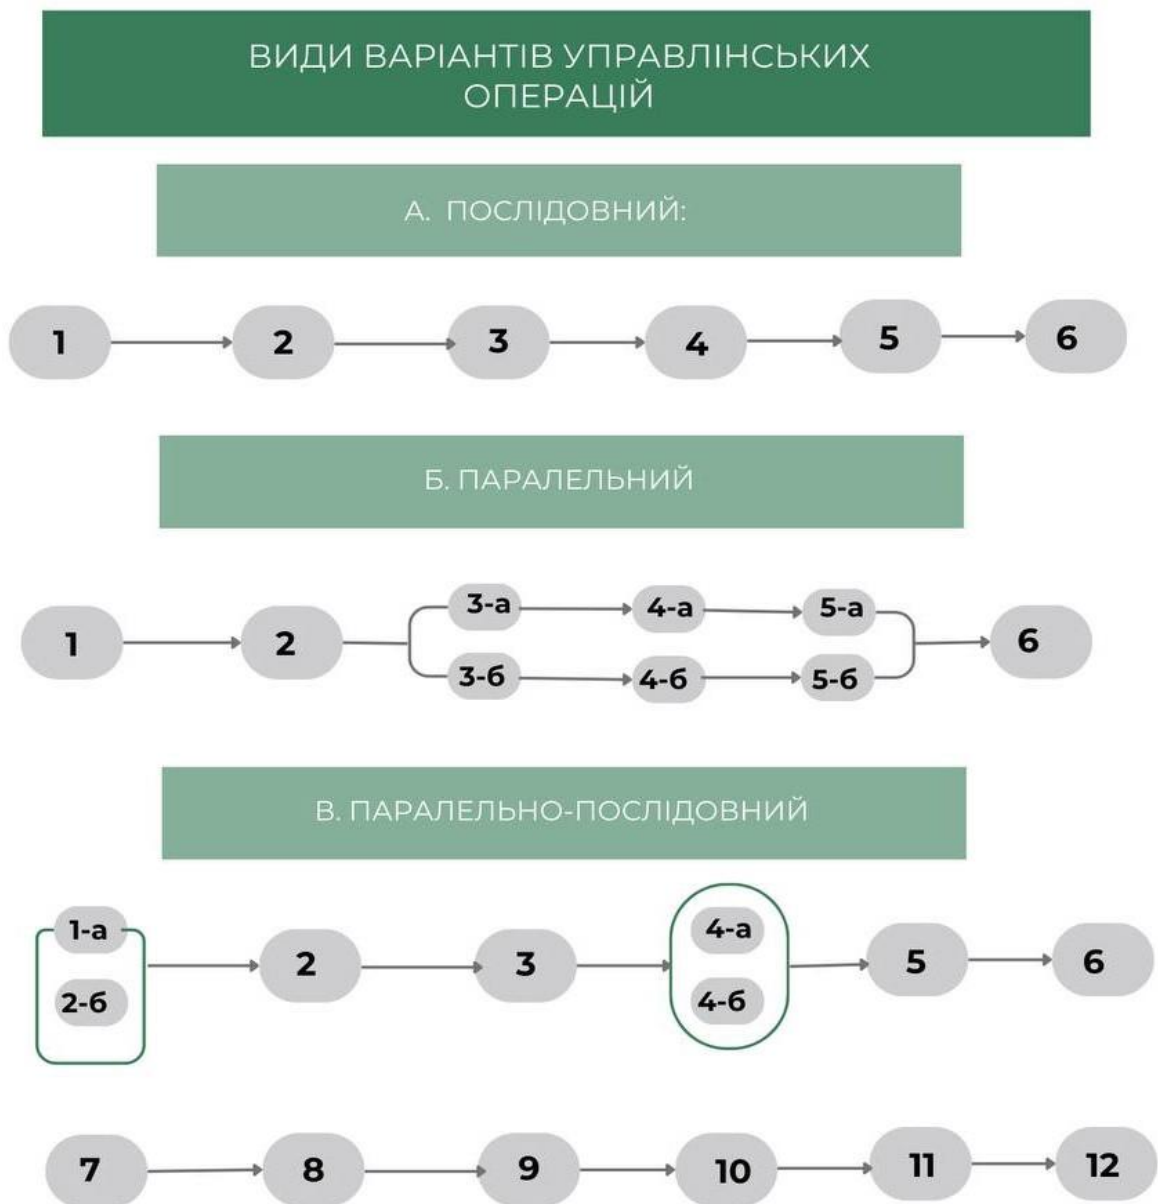 ВИДИ ВАРІАНТІВ УПРАВЛІНСЬКИХ
ОПЕРАЦІЙ
А. ПОСЛІДОВНИЙ:
1 2 3 4 5 6
Б. ПАРАЛЕЛЬНИЙ
3-а 4-а 5-а
1 2 6
3-б 4-б 5-б
В. ПАРАЛЕЛЬНО-ПОСЛІДОВНИЙ
1-а 4-а
2 3 5 6
2-б 4-б
7 8 9 10 11 12